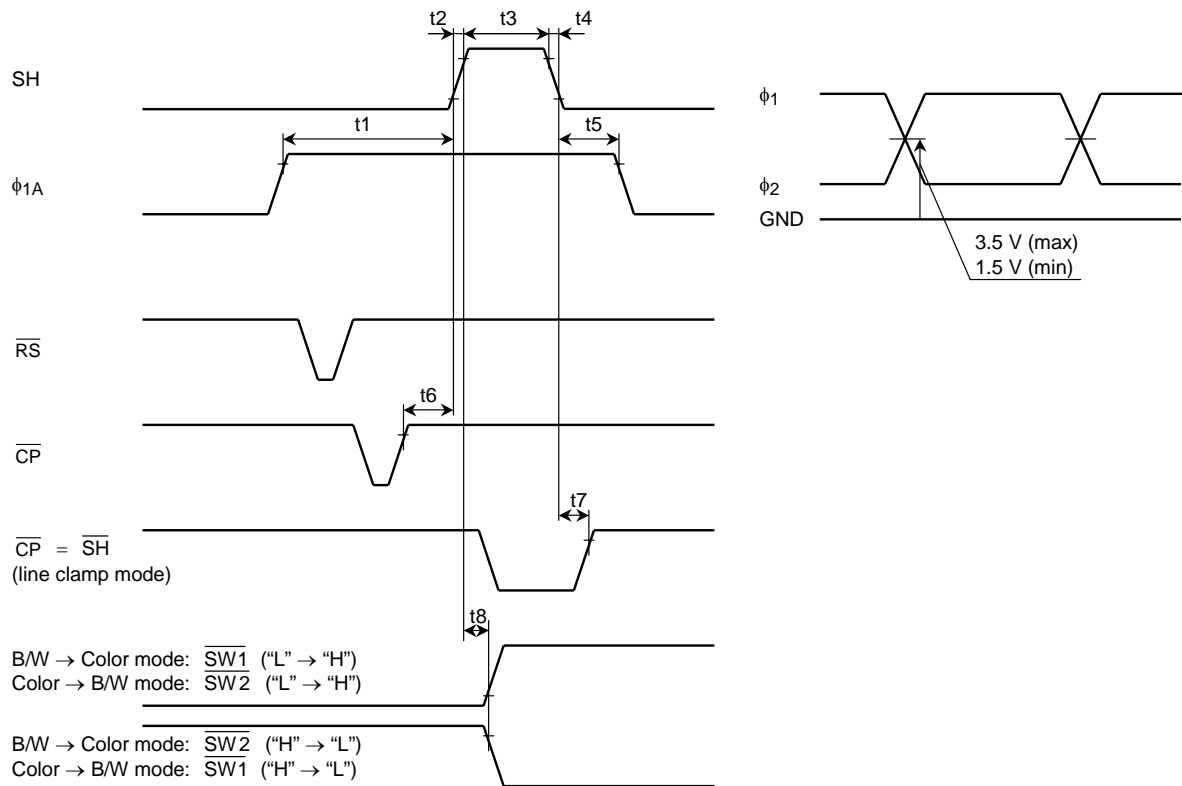 t2 t3 t4
SH
t1 t5
ϕ1A
RS
t6
CP
t7
CP = SH
(line clamp mode)
t8
B/W → Color mode: SW1 (“L” → “H”)
Color → B/W mode: SW2 (“L” → “H”)
B/W → Color mode: SW2 (“H” → “L”)
Color → B/W mode: SW1 (“H” → “L”)
ϕ1
ϕ2
GND
3.5 V (max)
1.5 V (min)